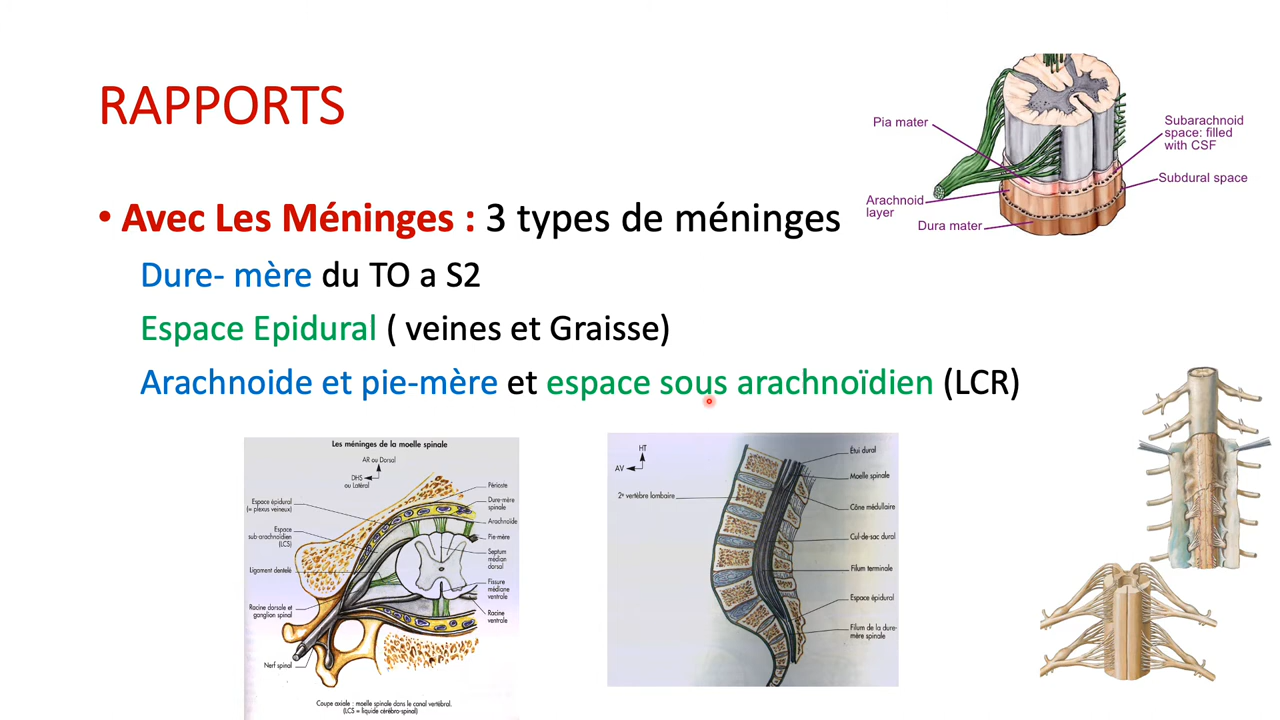 RAPPORTS
• Avec Les Méninges : 3 types de méninges
Dure- mère du TO a S2
Espace Epidural ( veines et Graisse)
Arachnoide et pie-mère et espace sous arachnoïdien (LCR)
Pia mater
Arachnoid
layer
Dura mater
Subarachnoid
space: filled
with CSF
Subdural space
Les méninges de la moelle spinale
AR ou Dorsal
DHS
ou Latéral
Espace épidural
(= plexus veineux)
Espace
sub-arachnoïdien
(LCS)
Ligament dentelé
Racine dorsale et
ganglion spinal
Nerf spinal
Périoste
Dure-mère
spinale
Arachnoïde
Pie-mère
Septum
médian
dorsal
Fissure
médiane
ventrale
Racine
ventrale
Coupe axiale : moelle spinale dans le canal vertébral.
(LCS = liquide cérébro-spinal)
HT
AV
2e vertèbre lombaire
Étui dural
Moelle spinale
Cône médullaire
Cul-de-sac dural
Filum terminale
Espace épidural
Filum de la dure-
mère spinale